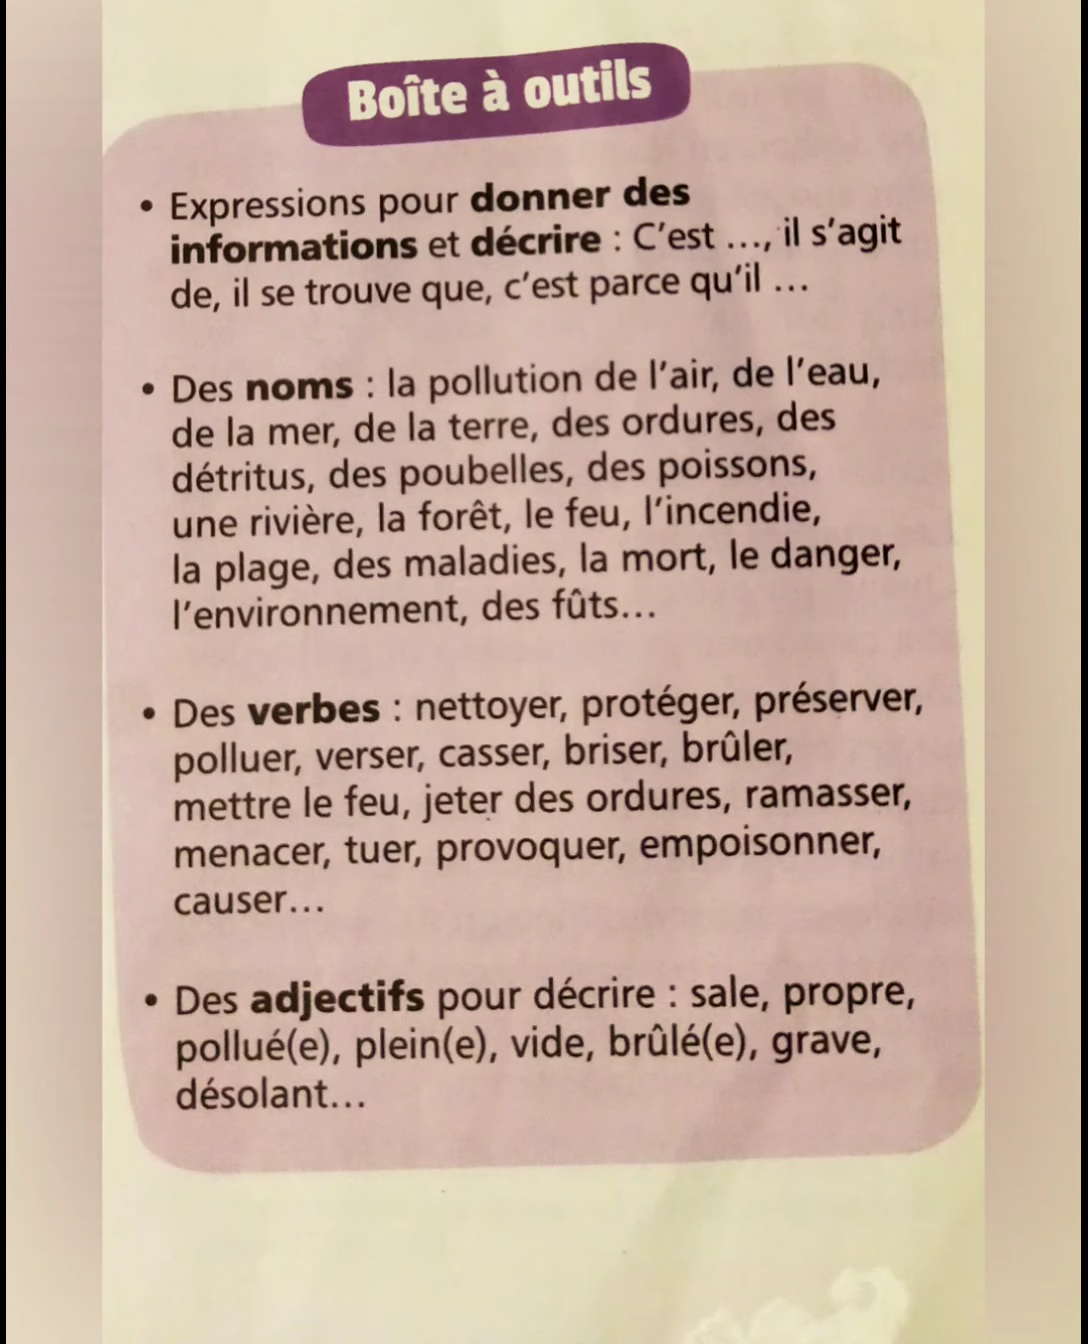 Boîte à outils
• Expressions pour donner des
informations et décrire : C'est ..., il s'agit
de, il se trouve que, c'est parce qu'il ...
• Des noms : la pollution de l'air, de l'eau,
de la mer, de la terre, des ordures, des
détritus, des poubelles, des poissons,
une rivière, la forêt, le feu, l'incendie,
la plage, des maladies, la mort, le danger,
l'environnement, des fûts...
• Des verbes : nettoyer, protéger, préserver,
polluer, verser, casser, briser, brûler,
mettre le feu, jeter des ordures, ramasser,
menacer, tuer, provoquer, empoisonner,
causer...
• Des adjectifs pour décrire : sale, propre,
pollué(e), plein(e), vide, brûlé(e), grave,
désolant...